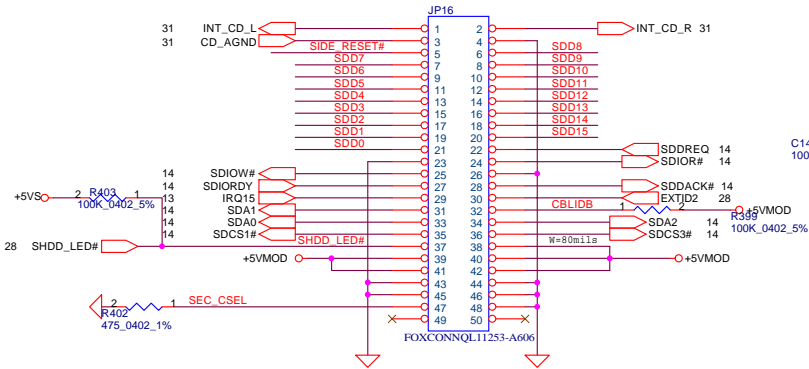 JP16
31 INT_CD_L 1 2 INT_CD_R 31
31 CD_AGND 3 4
SIDE_RESET# 5 6 SDD8
SDD7 7 8 SDD9
SDD6 9 10 SDD10
SDD5 11 12 SDD11
SDD4 13 14 SDD12
SDD3 15 16 SDD13
SDD2 17 18 SDD14
SDD1 19 20 SDD15
SDD0 21 22 SDDREQ 14
23 24 SDIOR# 14
14 SDIOW# 25 26
14 SDIORDY 27 28 SDDACK# 14
13 IRQ15 29 30 EXTID2 28
14 SDA1 31 32 CBLIDB 1 2 +5VMOD
14 SDA0 33 34 SDA2 14
14 SDCS1# 35 36 SDCS3# 14
R399
100K_0402_5%
+5VS 2 1
R403
100K_0402_5%
28 SHDD_LED# SHDD_LED# 37 38 W=80mils
+5VMOD 39 40 +5VMOD
41 42
43 44
45 46
2 1 SEC_CSEL 47 48
R402
475_0402_1%
49 50
FOXCONNQL11253-A606
C14
100